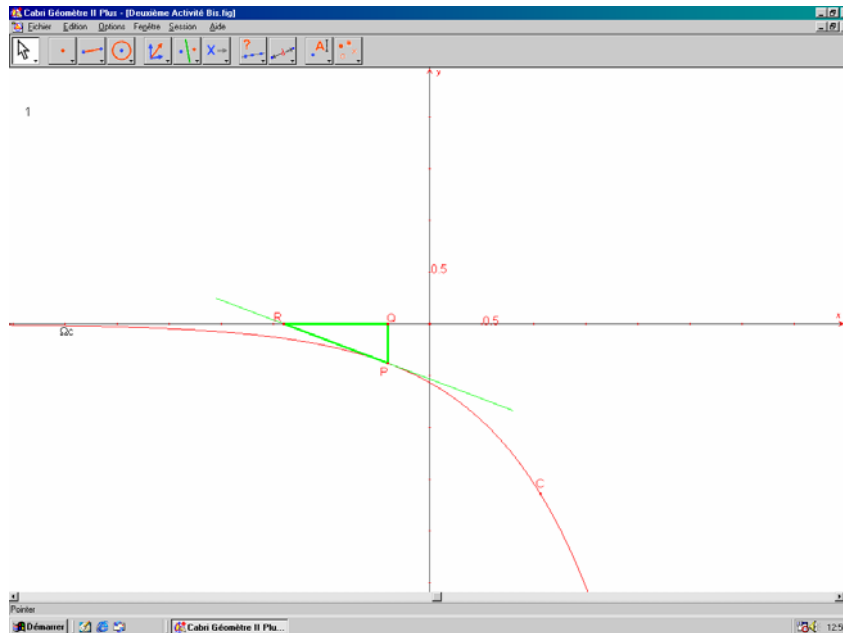 Cabri Géomètre II Plus - [Deuxième Activité Bis.fig]
Fichier Edition Options Fenêtre Session Aide
X
?
A
y
1
0.5
R
Q
0.5
x
Ωc
P
C
Pointer
Démarrer
Cabri Géomètre II Plu...